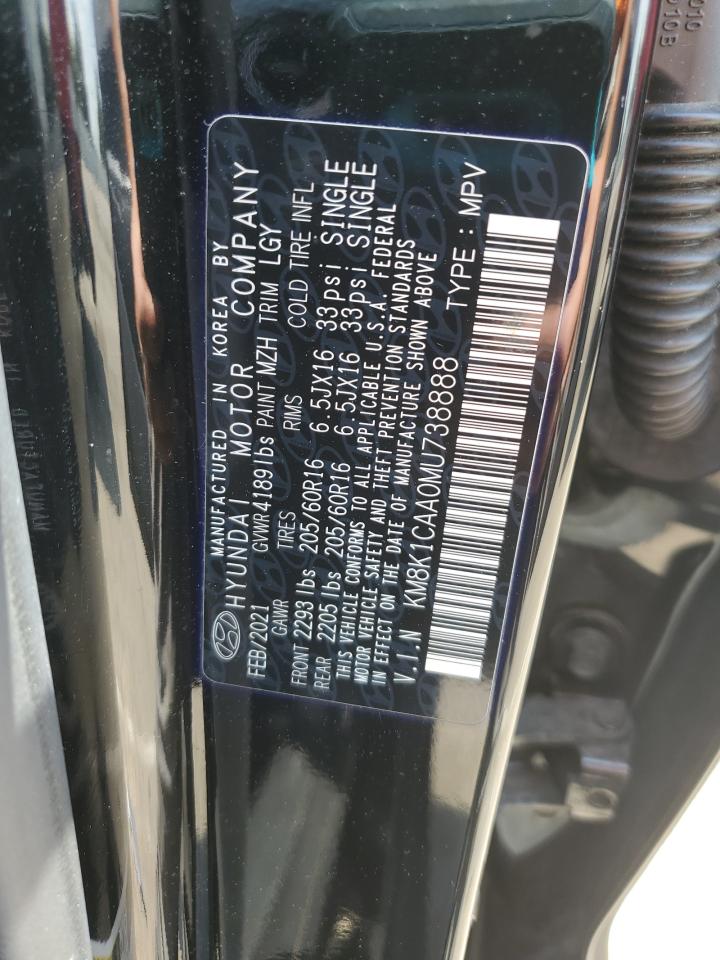 MANUFACTURED IN KOREA BY
HYUNDAI MOTOR COMPANY
FEB/2021 GVWR 4189 lbs PAINT MZH TRIM LGY
GAWR TIRES RMS COLD TIRE INFL
FRONT 2293 lbs 205/60R16 6.5JX16 33psi SINGLE
REAR 2205 lbs 205/60R16 6.5JX16 33psi SINGLE
THIS VEHICLE CONFORMS TO ALL APPLICABLE U.S.A. FEDERAL
MOTOR VEHICLE SAFETY AND THEFT PREVENTION STANDARDS
IN EFFECT ON THE DATE OF MANUFACTURE SHOWN ABOVE
V.I.N KM8K1CAA0MU738888 TYPE : MPV